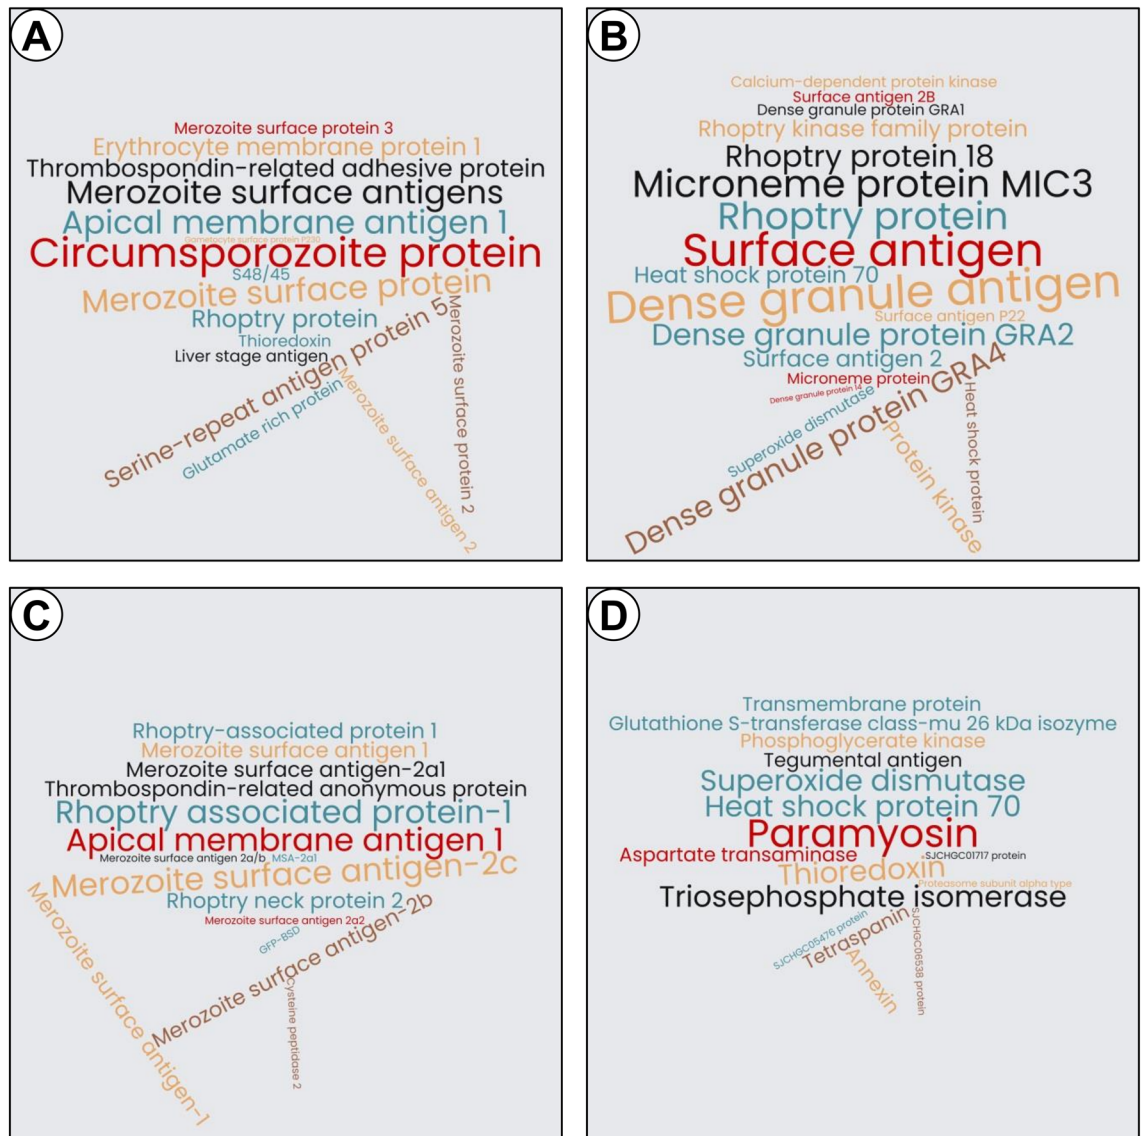 A
Merozoite surface protein 3
Erythrocyte membrane protein 1
Thrombospondin-related adhesive protein
Merozoite surface antigens
Apical membrane antigen 1
Gametocyte surface protein P230
Circumsporozoite protein
S48/45
Merozoite surface protein
Rhoptry protein
Thioredoxin
Liver stage antigen
Serine-repeat antigen protein 5
Glutamate rich protein
Merozoite surface antigen 2
Merozoite surface protein 2
B
Calcium-dependent protein kinase
Surface antigen 2B
Dense granule protein GRA1
Rhoptry kinase family protein
Rhoptry protein 18
Microneme protein MIC3
Rhoptry protein
Surface antigen
Heat shock protein 70
Dense granule antigen
Surface antigen P22
Dense granule protein GRA2
Surface antigen 2
Microneme protein
Dense granule protein 14
Superoxide dismutase
Dense granule protein GRA4
Protein kinase
Heat shock protein
C
Rhoptry-associated protein 1
Merozoite surface antigen 1
Merozoite surface antigen-2a1
Thrombospondin-related anonymous protein
Rhoptry associated protein-1
Apical membrane antigen 1
Merozoite surface antigen 2a/b
MSA-2a1
Merozoite surface antigen-2c
Rhoptry neck protein 2
Merozoite surface antigen 2a2
GFP-BSD
Merozoite surface antigen-2b
Merozoite surface antigen-1
Cysteine peptidase 2
D
Transmembrane protein
Glutathione S-transferase class-mu 26 kDa isozyme
Phosphoglycerate kinase
Tegumental antigen
Superoxide dismutase
Heat shock protein 70
Paramyosin
Aspartate transaminase
SJCHGC01717 protein
Thioredoxin
Proteasome subunit alpha type
Triosephosphate isomerase
SJCHGC05476 protein
Tetraspanin
Annexin
SJCHGC06538 protein